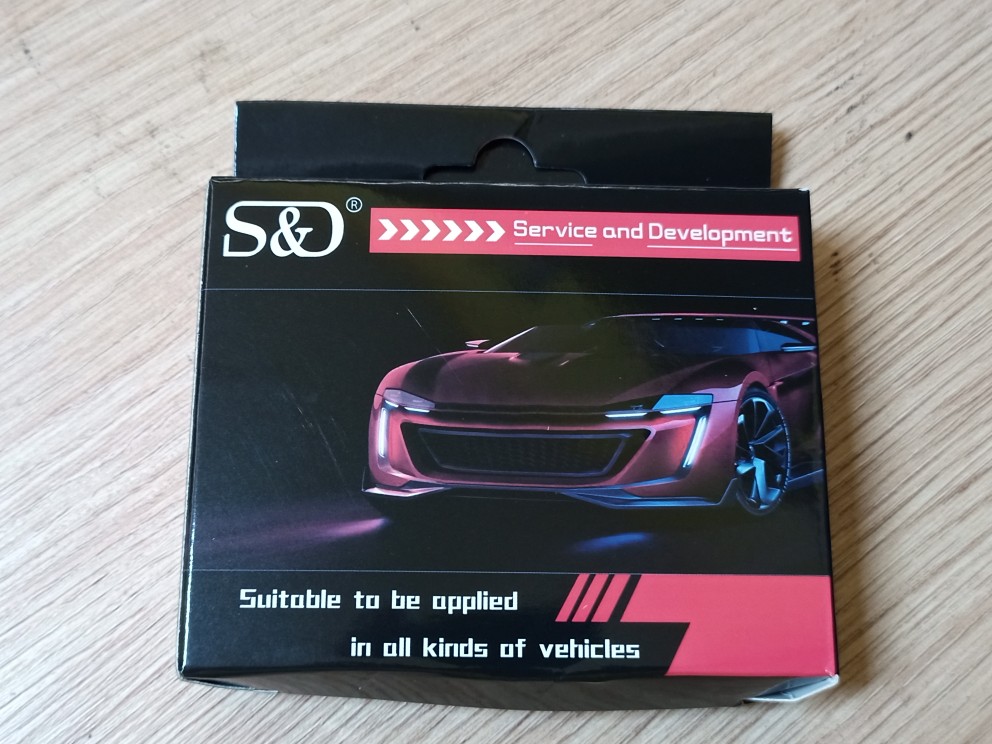 S&D®
Service and Development
Suitable to be applied
in all kinds of vehicles